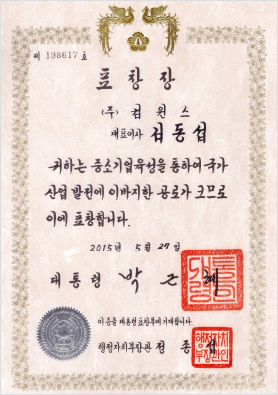 제 198617 호
표 창 장
(주) 컴윈스
대표이사 김동섭
귀하는 중소기업육성을 통하여 국가
산업 발전에 이바지한 공로가 크므로
이에 표창합니다.
2015년 5월 27일
대통령 박근혜
이 증을 대통령표창부에 기재합니다.
행정자치부장관 정종섭